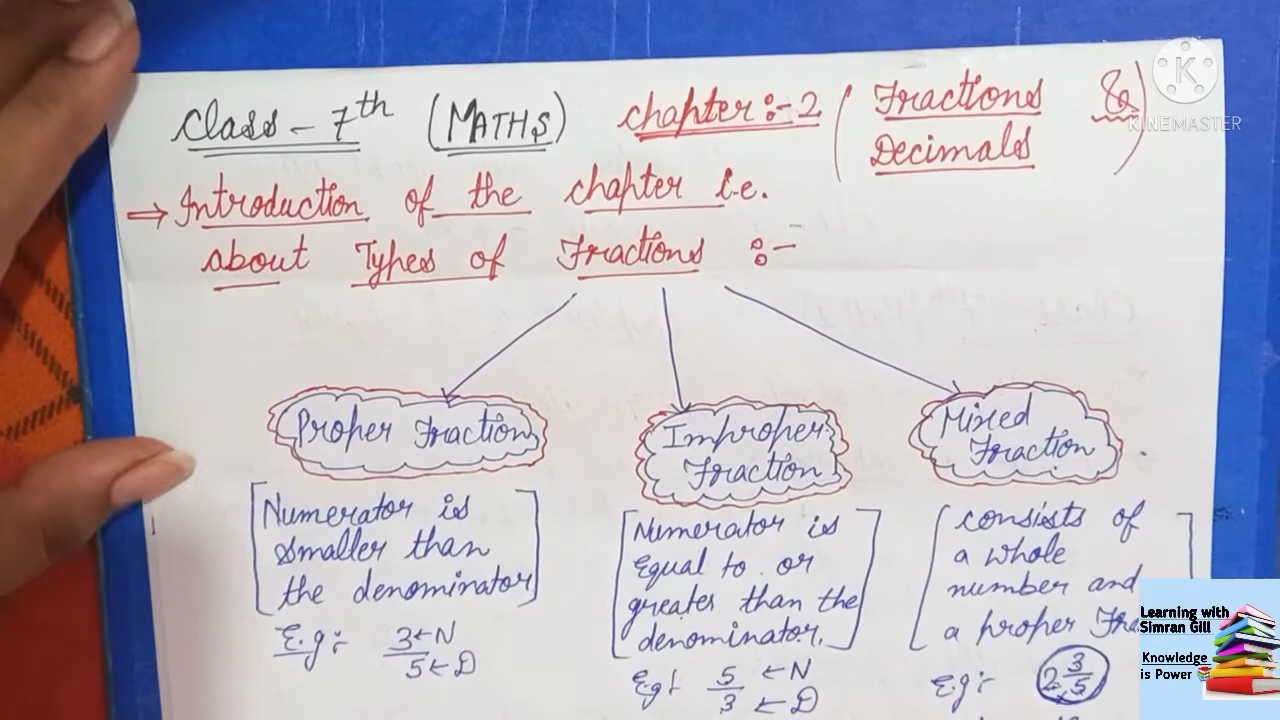 Class - 7th (MATHS) Chapter:-2 ( Fractions &
Decimals )
⇒ Introduction of the chapter i.e.
about Types of Fractions :-
Proper Fraction
Numerator is
smaller than
the denominator
E.g:- 3 ← N
5 ← D
Improper
Fraction
Numerator is
Equal to or
greater than the
denominator.
Eg:- 5 ← N
3 ← D
Mixed
Fraction
consists of
a whole
number and
a proper Fra
E.g:- 2 3/5
K
KINEMASTER
Learning with
Simran Gill
Knowledge
is Power